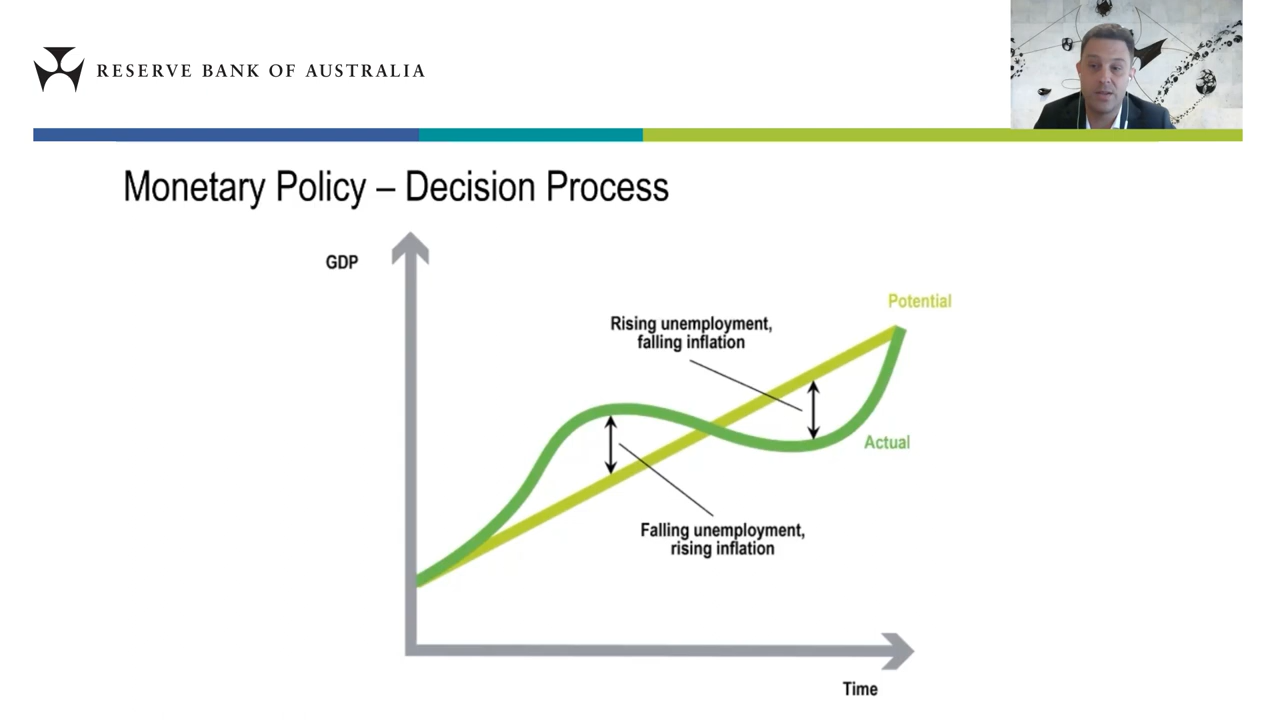 RESERVE BANK OF AUSTRALIA
Monetary Policy – Decision Process
GDP
Potential
Rising unemployment,
falling inflation
Actual
Falling unemployment,
rising inflation
Time